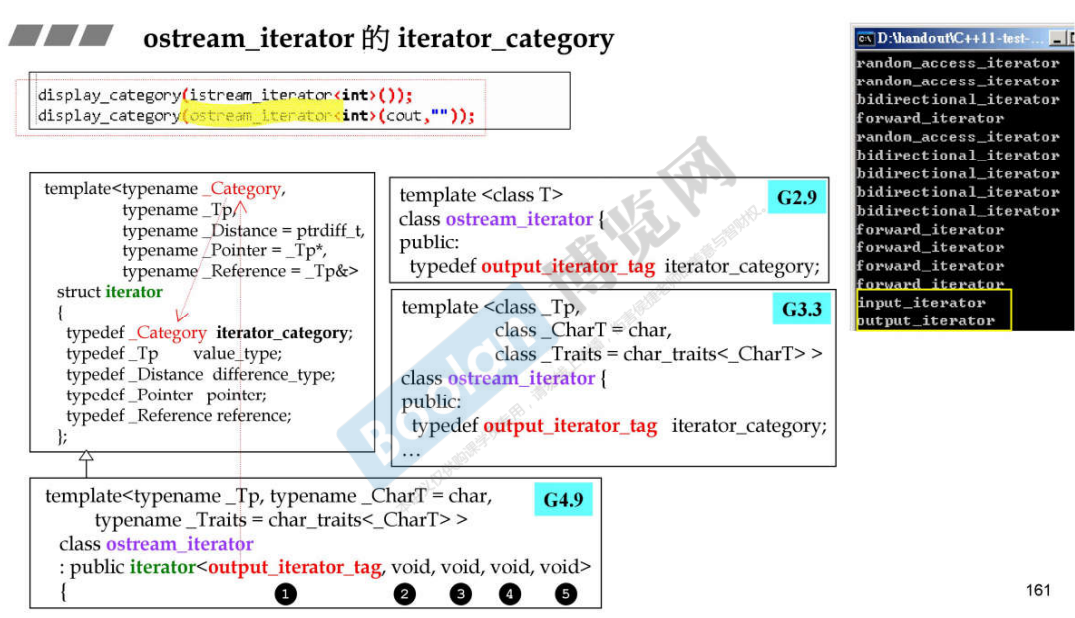 ostream_iterator 的 iterator_category
display_category(istream_iterator<int>());
display_category(ostream_iterator<int>(cout,""));
template<typename _Category,
typename _Tp,
typename _Distance = ptrdiff_t,
typename _Pointer = _Tp*,
typename _Reference = _Tp&>
struct iterator
{
typedef _Category iterator_category;
typedef _Tp value_type;
typedef _Distance difference_type;
typedef _Pointer pointer;
typedef _Reference reference;
};
template <class T>
class ostream_iterator {
public:
typedef output_iterator_tag iterator_category;
G2.9
template <class _Tp,
class _CharT = char,
class _Traits = char_traits<_CharT> >
class ostream_iterator {
public:
typedef output_iterator_tag iterator_category;
…
G3.3
template<typename _Tp, typename _CharT = char,
typename _Traits = char_traits<_CharT> >
class ostream_iterator
: public iterator<output_iterator_tag, void, void, void, void>
{
1 2 3 4 5
G4.9
D:\handout\C++11-test-...
random_access_iterator
random_access_iterator
bidirectional_iterator
forward_iterator
random_access_iterator
bidirectional_iterator
bidirectional_iterator
bidirectional_iterator
bidirectional_iterator
forward_iterator
forward_iterator
forward_iterator
forward_iterator
input_iterator
output_iterator
Boolan 博览网
161